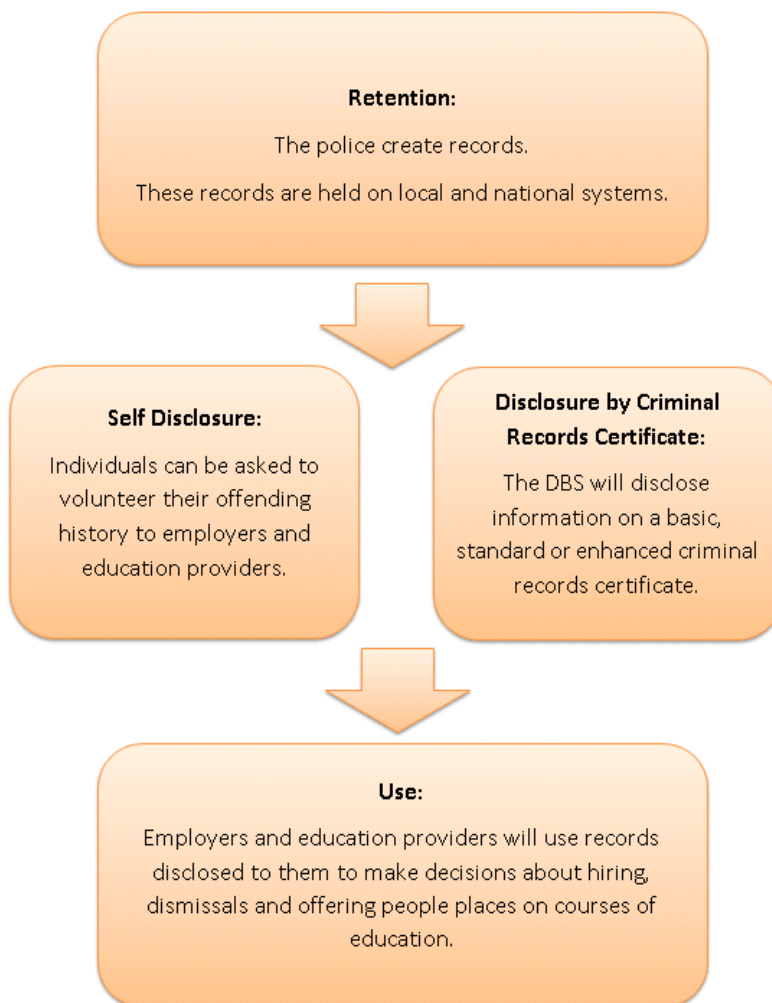 Retention:
The police create records.
These records are held on local and national systems.
Self Disclosure:
Individuals can be asked to
volunteer their offending
history to employers and
education providers.
Disclosure by Criminal
Records Certificate:
The DBS will disclose
information on a basic,
standard or enhanced criminal
records certificate.
Use:
Employers and education providers will use records
disclosed to them to make decisions about hiring,
dismissals and offering people places on courses of
education.